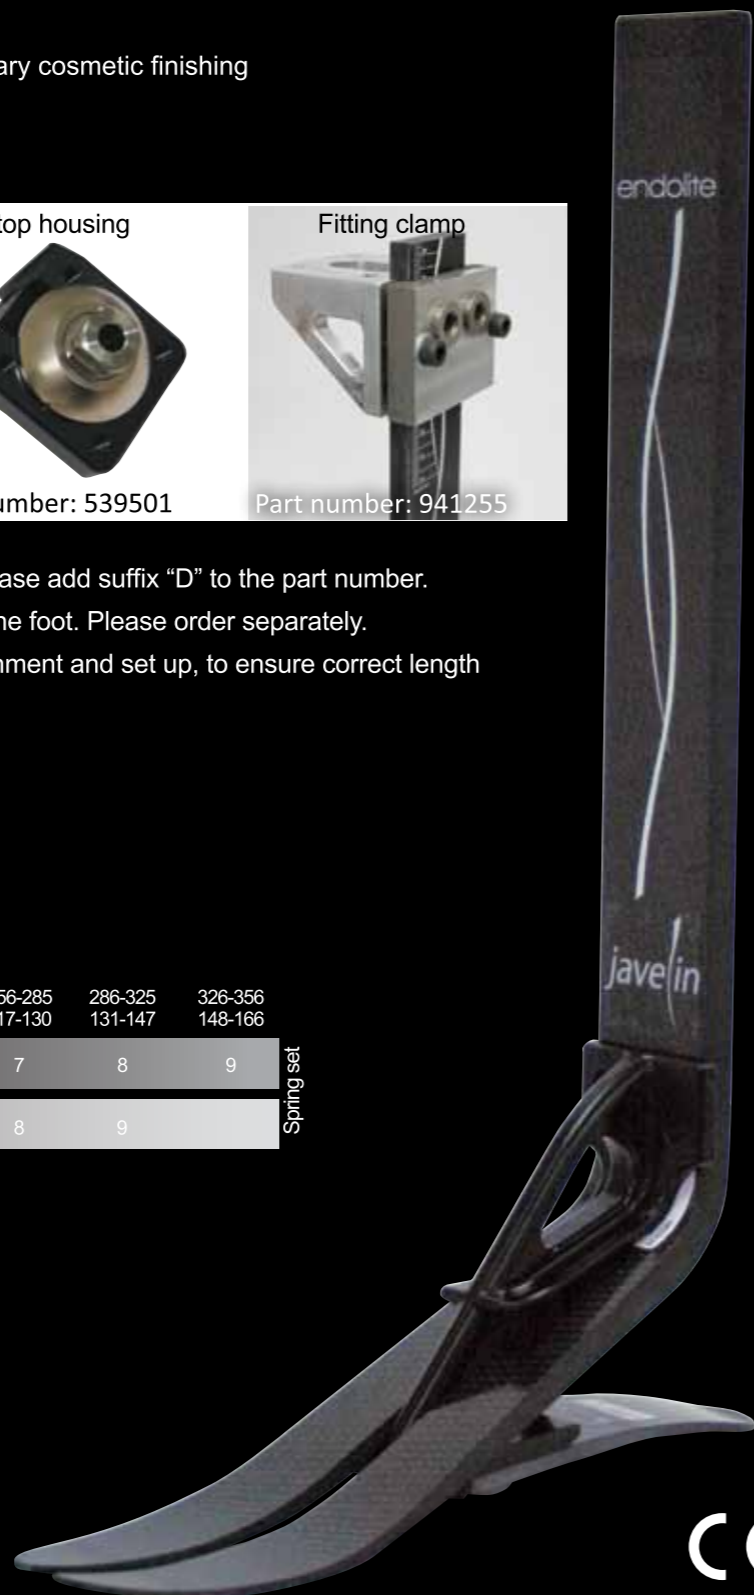 ary cosmetic finishing
top housing
Fitting clamp
umber: 539501
Part number: 941255
ase add suffix “D” to the part number.
he foot. Please order separately.
nment and set up, to ensure correct length
56-285 286-325 326-356
17-130 131-147 148-166
7 8 9
8 9
Spring set
endolite
javelin
CE